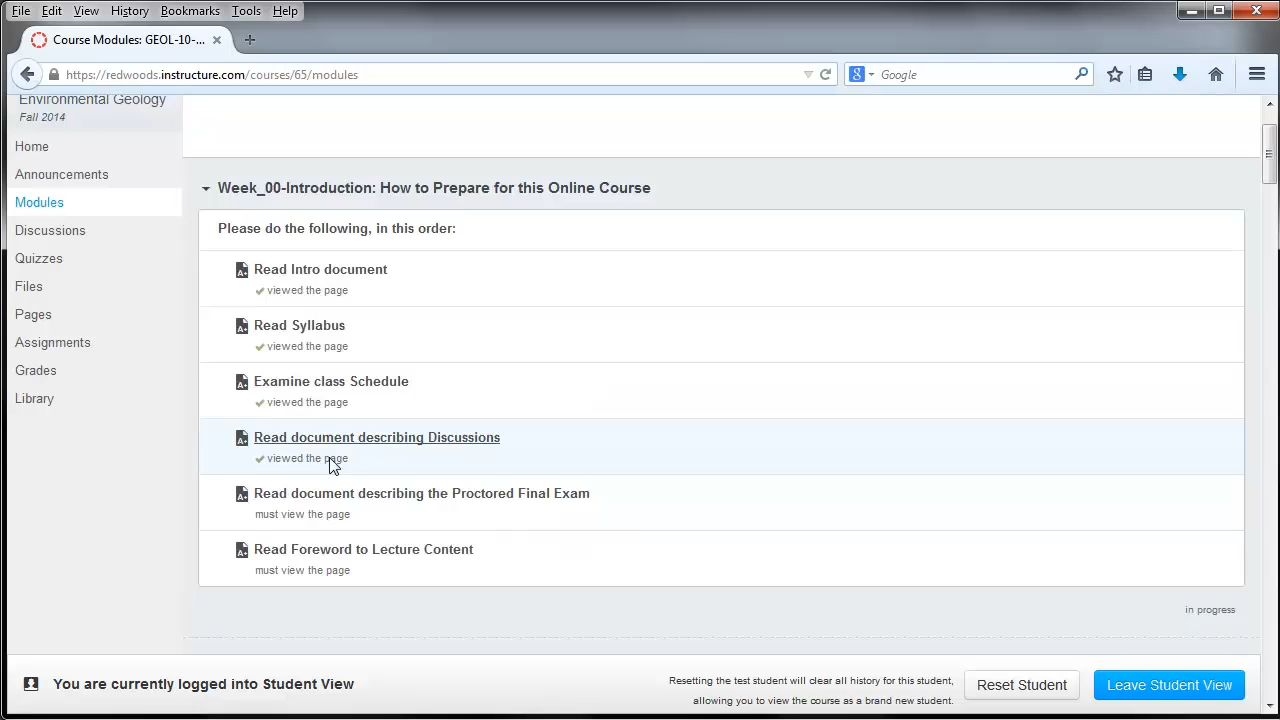 File Edit View History Bookmarks Tools Help
Course Modules: GEOL-10-...
https://redwoods.instructure.com/courses/65/modules
Google
Environmental Geology
Fall 2014
Home
Announcements
Modules
Discussions
Quizzes
Files
Pages
Assignments
Grades
Library
Week_00-Introduction: How to Prepare for this Online Course
Please do the following, in this order:
Read Intro document
viewed the page
Read Syllabus
viewed the page
Examine class Schedule
viewed the page
Read document describing Discussions
viewed the page
Read document describing the Proctored Final Exam
must view the page
Read Foreword to Lecture Content
must view the page
in progress
You are currently logged into Student View
Resetting the test student will clear all history for this student,
allowing you to view the course as a brand new student.
Reset Student
Leave Student View